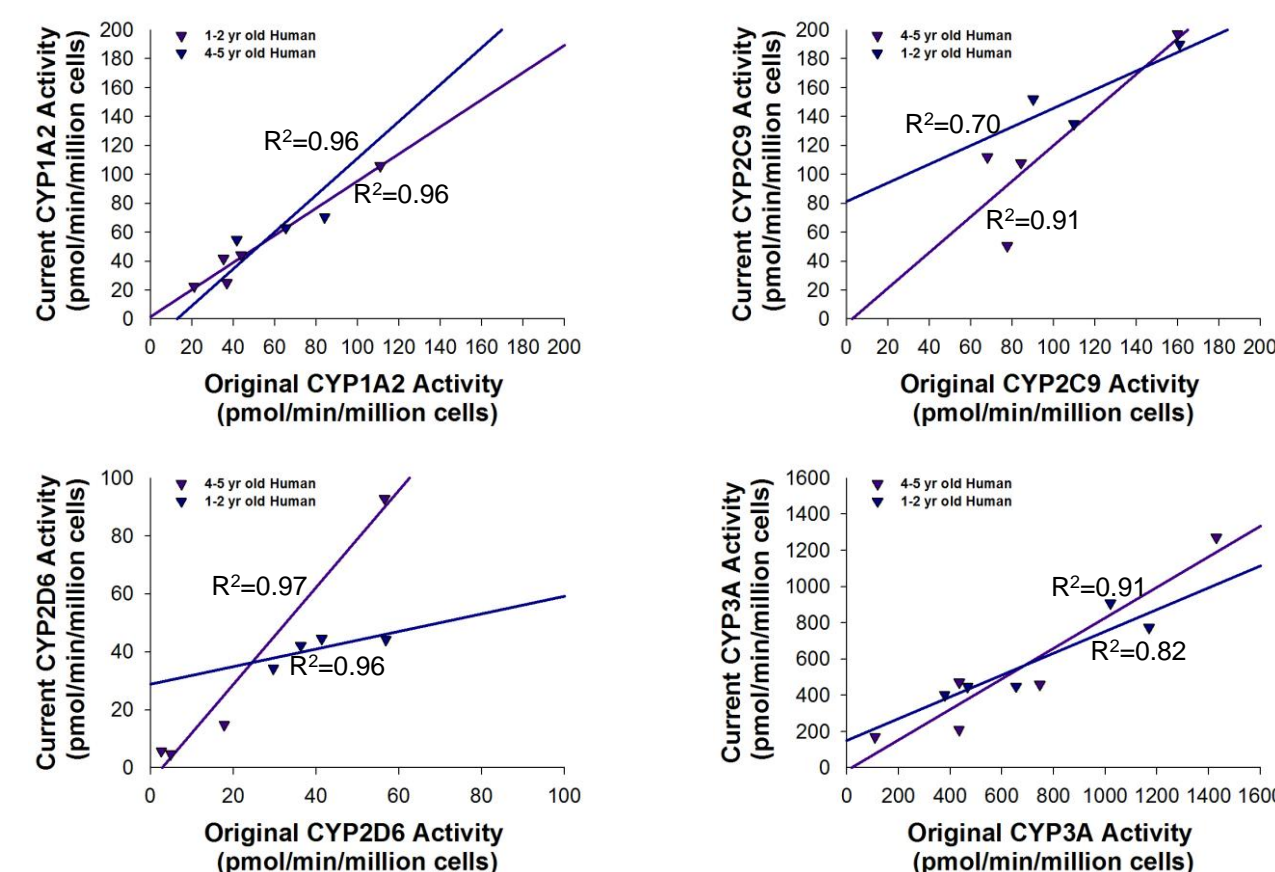 1-2 yr old Human
4-5 yr old Human
200
180
160
140
120
100
80
60
40
20
0
R²=0.96
R²=0.96
0 20 40 60 80 100 120 140 160 180 200
Current CYP1A2 Activity
(pmol/min/million cells)
Original CYP1A2 Activity
(pmol/min/million cells)
4-5 yr old Human
1-2 yr old Human
200
180
160
140
120
100
80
60
40
20
0
R²=0.70
R²=0.91
0 20 40 60 80 100 120 140 160 180 200
Current CYP2C9 Activity
(pmol/min/million cells)
Original CYP2C9 Activity
(pmol/min/million cells)
4-5 yr old Human
1-2 yr old Human
100
80
60
40
20
0
R²=0.97
R²=0.96
0 20 40 60 80 100
Current CYP2D6 Activity
(pmol/min/million cells)
Original CYP2D6 Activity
(pmol/min/million cells)
4-5 yr old Human
1-2 yr old Human
1600
1400
1200
1000
800
600
400
200
0
R²=0.91
R²=0.82
0 200 400 600 800 1000 1200 1400 1600
Current CYP3A Activity
(pmol/min/million cells)
Original CYP3A Activity
(pmol/min/million cells)